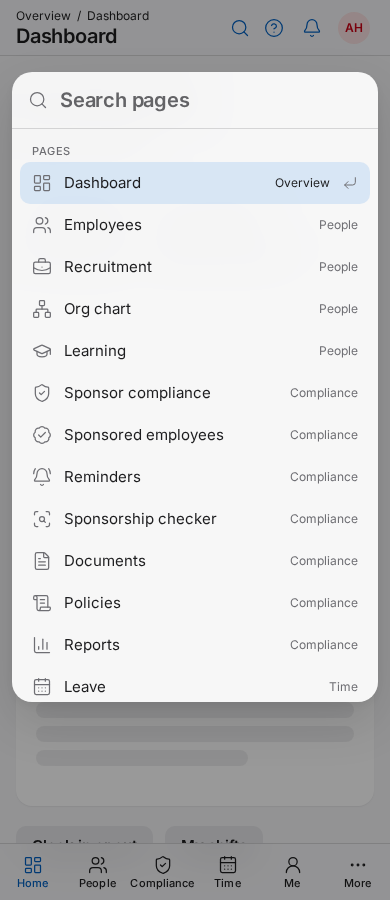 Overview / Dashboard
Dashboard
AH
Search pages
PAGES
Dashboard Overview
Employees People
Recruitment People
Org chart People
Learning People
Sponsor compliance Compliance
Sponsored employees Compliance
Reminders Compliance
Sponsorship checker Compliance
Documents Compliance
Policies Compliance
Reports Compliance
Leave Time
Home People Compliance Time Me More